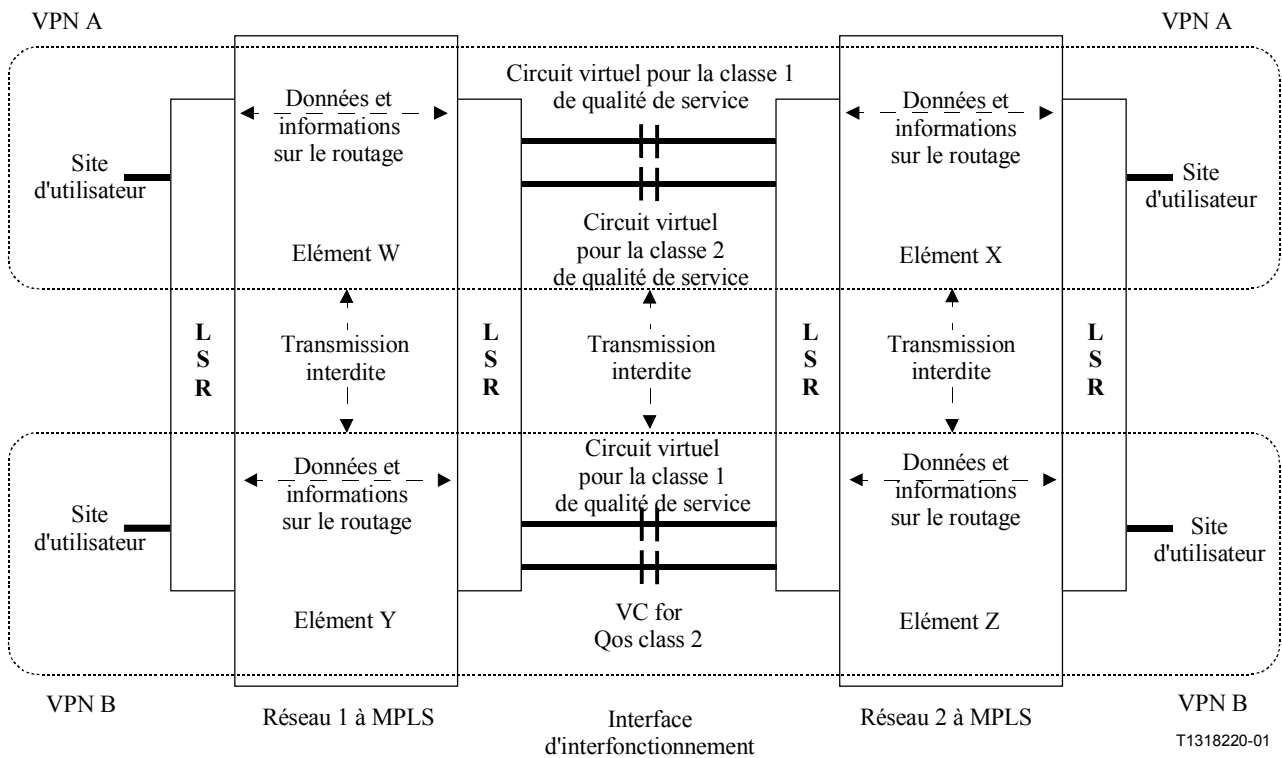 VPN A
VPN A
Circuit virtuel pour la classe 1
de qualité de service
Données et
informations
sur le routage
Données et
informations
sur le routage
Site
d'utilisateur
Site
d'utilisateur
Circuit virtuel
pour la classe 2
de qualité de service
Elément W
Elément X
L
S
R
Transmission
interdite
L
S
R
Transmission
interdite
L
S
R
Transmission
interdite
L
S
R
Circuit virtuel
pour la classe 1
de qualité de service
Données et
informations
sur le routage
Données et
informations
sur le routage
Site
d'utilisateur
Site
d'utilisateur
Elément Y
VC for
Qos class 2
Elément Z
VPN B
VPN B
Réseau 1 à MPLS
Interface
d'interfonctionnement
Réseau 2 à MPLS
T1318220-01